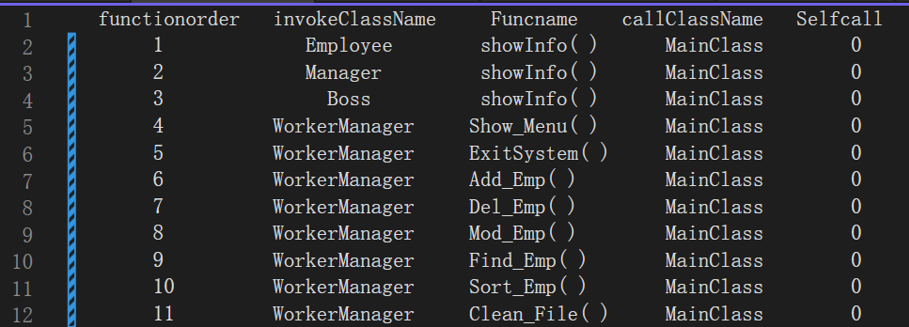 1 functionorder invokeClassName Funcname callClassName Selfcall
2 1 Employee showInfo( ) MainClass 0
3 2 Manager showInfo( ) MainClass 0
4 3 Boss showInfo( ) MainClass 0
5 4 WorkerManager Show_Menu( ) MainClass 0
6 5 WorkerManager ExitSystem( ) MainClass 0
7 6 WorkerManager Add_Emp( ) MainClass 0
8 7 WorkerManager Del_Emp( ) MainClass 0
9 8 WorkerManager Mod_Emp( ) MainClass 0
10 9 WorkerManager Find_Emp( ) MainClass 0
11 10 WorkerManager Sort_Emp( ) MainClass 0
12 11 WorkerManager Clean_File( ) MainClass 0